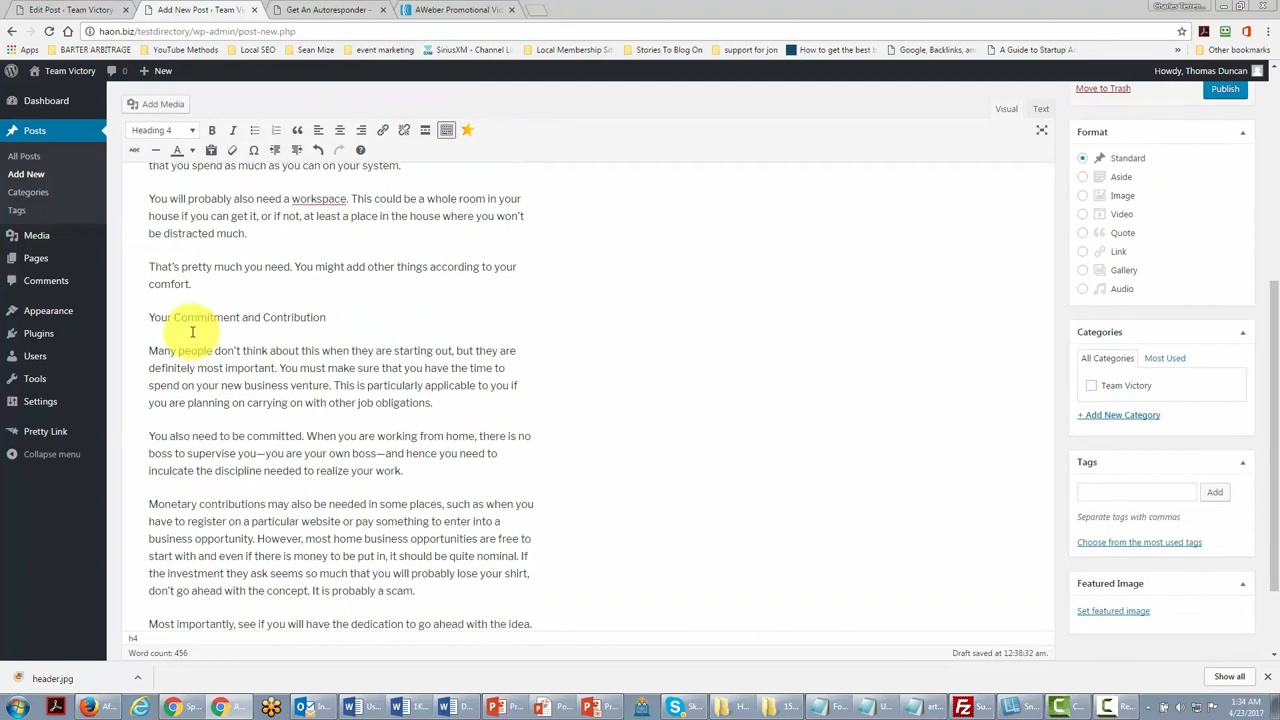 Edit Post ‹ Team Victory
Add New Post ‹ Team V
Get An Autoresponder –
AWeber Promotional Vid
haon.biz/testdirectory/wp-admin/post-new.php
Apps
BARTER ARBITRAGE
YouTube Methods
Local SEO
Sean Mize
event marketing
SiriusXM - Channel L
Local Membership Sit
Stories To Blog On
support for jon
How to get the best b
Google, Backlinks, an
A Guide to Startup Ac
»
Other bookmarks
Team Victory
0
New
Howdy, Thomas Duncan
Dashboard
Posts
All Posts
Add New
Categories
Tags
Media
Pages
Comments
Appearance
Plugins
Users
Tools
Settings
Pretty Link
Collapse menu
Add Media
Visual
Text
Heading 4
that you spend as much as you can on your system.
You will probably also need a workspace. This could be a whole room in your
house if you can get it, or if not, at least a place in the house where you won't
be distracted much.
That's pretty much you need. You might add other things according to your
comfort.
Your Commitment and Contribution
Many people don't think about this when they are starting out, but they are
definitely most important. You must make sure that you have the time to
spend on your new business venture. This is particularly applicable to you if
you are planning on carrying on with other job obligations.
You also need to be committed. When you are working from home, there is no
boss to supervise you—you are your own boss—and hence you need to
inculcate the discipline needed to realize your work.
Monetary contributions may also be needed in some places, such as when you
have to register on a particular website or pay something to enter into a
business opportunity. However, most home business opportunities are free to
start with and even if there is money to be put in, it should be quite nominal. If
the investment they ask seems so much that you will probably lose your shirt,
don't go ahead with the concept. It is probably a scam.
Most importantly, see if you will have the dedication to go ahead with the idea.
h4
Word count: 456
Draft saved at 12:38:32 am.
Move to Trash
Publish
Format
Standard
Aside
Image
Video
Quote
Link
Gallery
Audio
Categories
All Categories
Most Used
Team Victory
+ Add New Category
Tags
Add
Separate tags with commas
Choose from the most used tags
Featured Image
Set featured image
header.jpg
Show all
Af...
S...
A...
In...
Us...
1K...
D...
Pr...
Po...
Pr...
Sk...
H...
15...
N...
U...
art...
Fi...
Sn...
C...
Re...
1:34 AM
4/23/2017